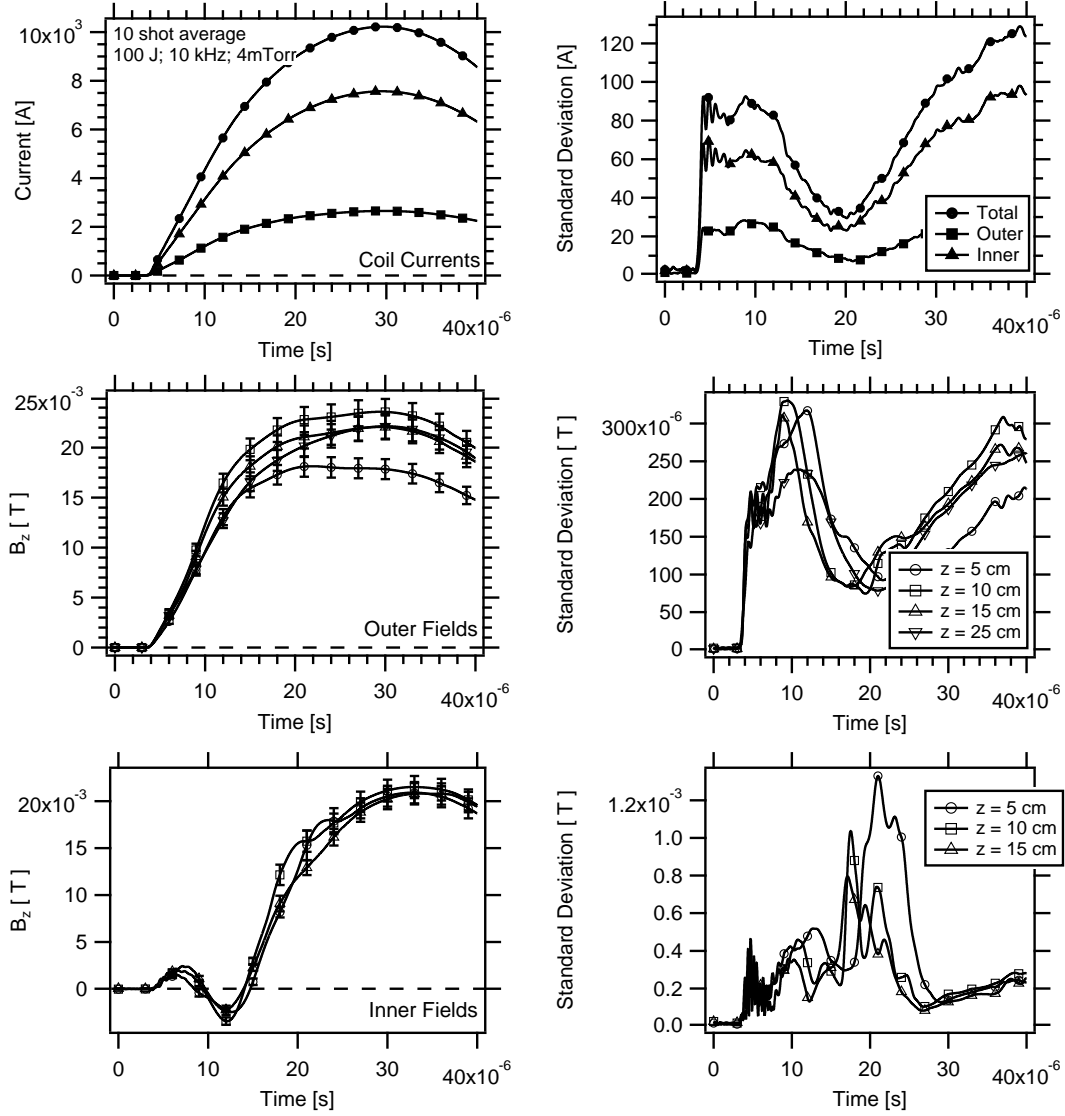 10x10³
8
6
4
2
0
Current [A]
10 shot average
100 J; 10 kHz; 4mTorr
Coil Currents
0
10
20
30
40x10⁻⁶
Time [s]
120
100
80
60
40
20
0
Standard Deviation [A]
Total
Outer
Inner
0
10
20
30
40x10⁻⁶
Time [s]
25x10⁻³
20
15
10
5
0
B_z [ T]
Outer Fields
0
10
20
30
40x10⁻⁶
Time [s]
300x10⁻⁶
250
200
150
100
50
0
Standard Deviation [ T]
z = 5 cm
z = 10 cm
z = 15 cm
z = 25 cm
0
10
20
30
40x10⁻⁶
Time [s]
20x10⁻³
15
10
5
0
B_z [ T]
Inner Fields
0
10
20
30
40x10⁻⁶
Time [s]
1.2x10⁻³
1.0
0.8
0.6
0.4
0.2
0.0
Standard Deviation [ T]
z = 5 cm
z = 10 cm
z = 15 cm
0
10
20
30
40x10⁻⁶
Time [s]